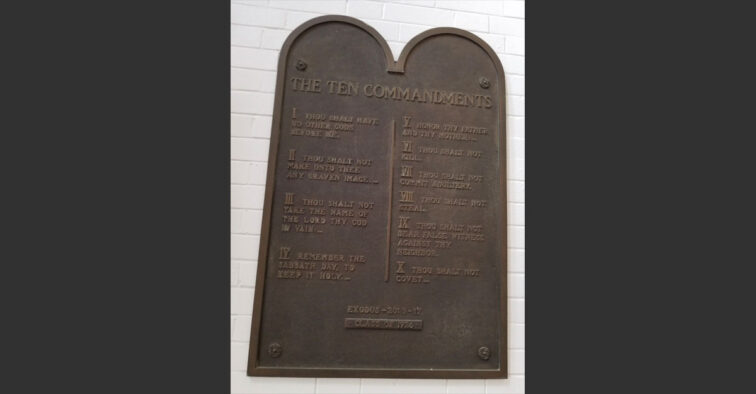 THE TEN COMMANDMENTS
I THOU SHALT HAVE
NO OTHER GODS
BEFORE ME.
II THOU SHALT NOT
MAKE UNTO THEE
ANY GRAVEN IMAGE...
III THOU SHALT NOT
TAKE THE NAME OF
THE LORD THY GOD
IN VAIN...
IV REMEMBER THE
SABBATH DAY, TO
KEEP IT HOLY...
V HONOR THY FATHER
AND THY MOTHER...
VI THOU SHALT NOT
KILL.
VII THOU SHALT NOT
COMMIT ADULTERY.
VIII THOU SHALT NOT
STEAL.
IX THOU SHALT NOT
BEAR FALSE WITNESS
AGAINST THY
NEIGHBOR.
X THOU SHALT NOT
COVET...
EXODUS
CLASS OF